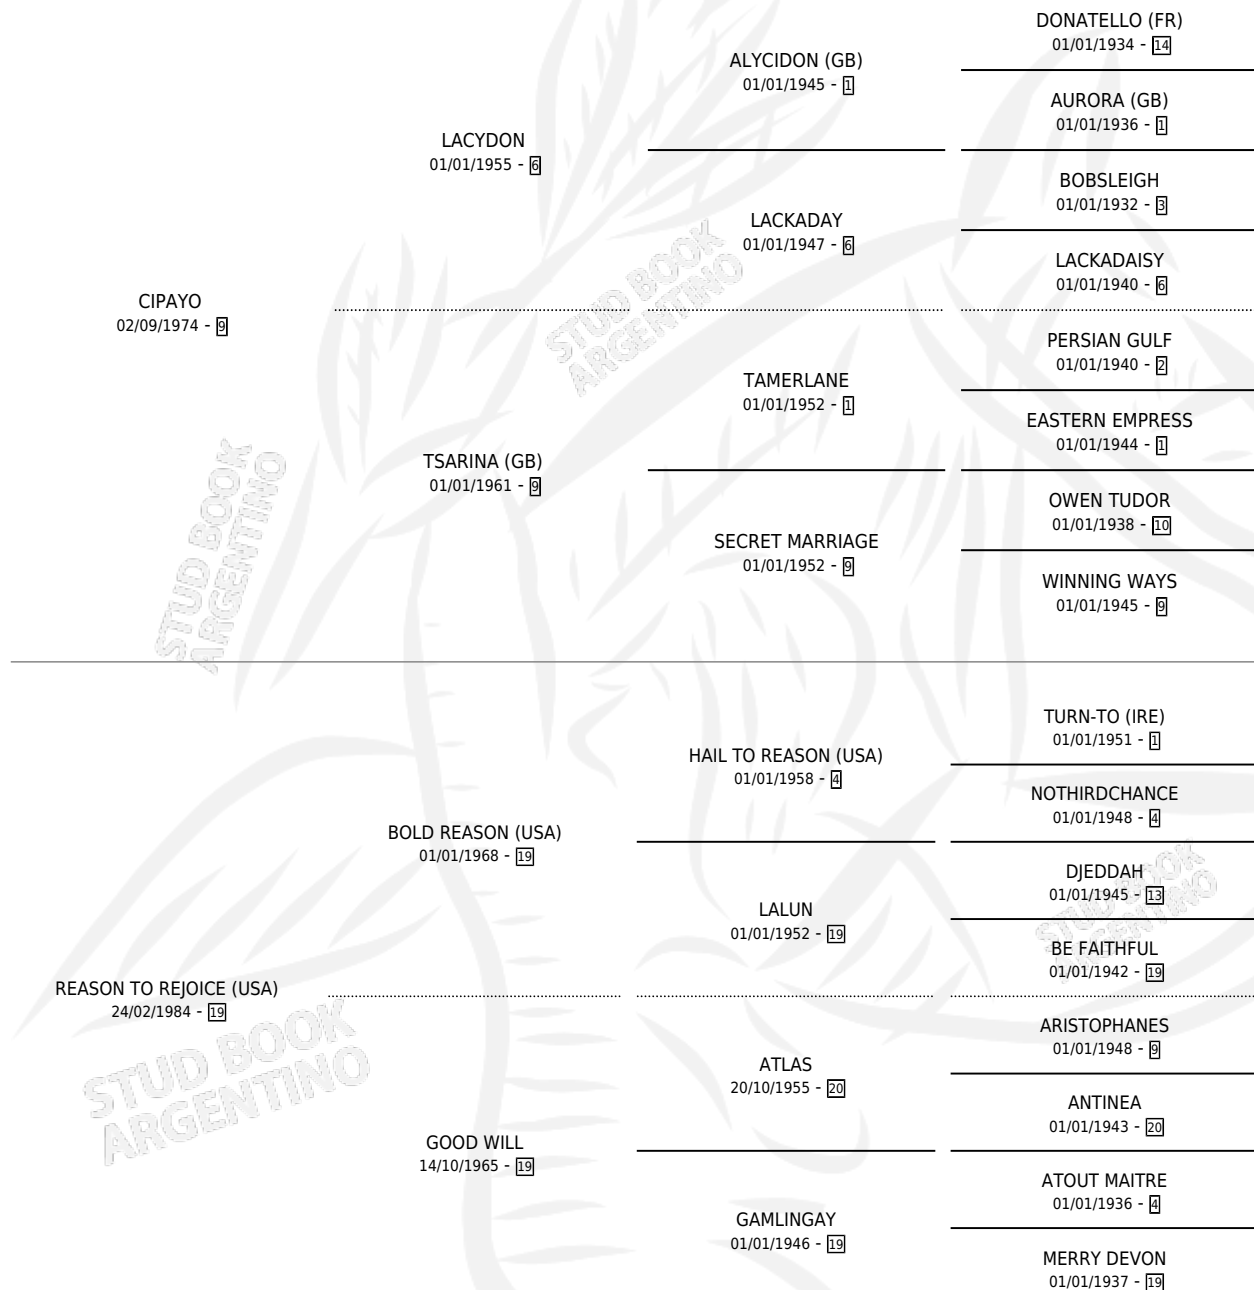 DONATELLO (FR)
01/01/1934 - 14
ALYCIDON (GB)
01/01/1945 - 1
AURORA (GB)
01/01/1936 - 1
LACYDON
01/01/1955 - 6
BOBSLEIGH
01/01/1932 - 3
LACKADAY
01/01/1947 - 6
LACKADAISY
01/01/1940 - 6
CIPAYO
02/09/1974 - 9
STUD BOOK
ARGENTINO
PERSIAN GULF
01/01/1940 - 2
TAMERLANE
01/01/1952 - 1
EASTERN EMPRESS
01/01/1944 - 1
TSARINA (GB)
01/01/1961 - 9
OWEN TUDOR
01/01/1938 - 10
SECRET MARRIAGE
01/01/1952 - 9
WINNING WAYS
01/01/1945 - 9
STUD BOOK
ARGENTINO
TURN-TO (IRE)
01/01/1951 - 1
HAIL TO REASON (USA)
01/01/1958 - 4
NOTHIRDCHANCE
01/01/1948 - 4
BOLD REASON (USA)
01/01/1968 - 19
DJEDDAH
01/01/1945 - 13
LALUN
01/01/1952 - 19
STUD BOOK
ARGENTINO
BE FAITHFUL
01/01/1942 - 19
REASON TO REJOICE (USA)
24/02/1984 - 19
ARISTOPHANES
01/01/1948 - 9
ATLAS
20/10/1955 - 20
ANTINEA
01/01/1943 - 20
STUD BOOK
ARGENTINO
GOOD WILL
14/10/1965 - 19
ATOUT MAITRE
01/01/1936 - 4
GAMLINGAY
01/01/1946 - 19
MERRY DEVON
01/01/1937 - 19